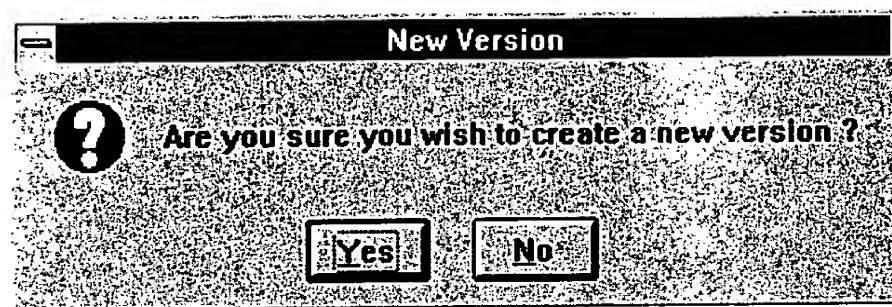 New Version
Are you sure you wish to create a new version ?
Yes
No